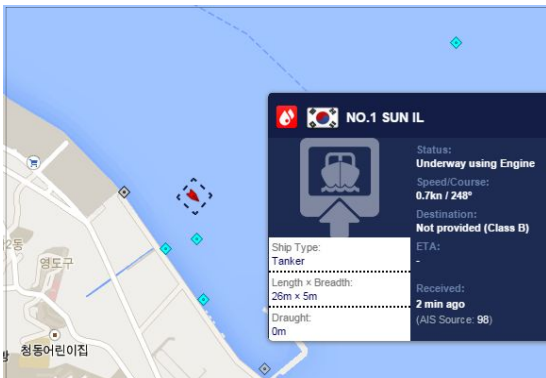 NO.1 SUN IL
Status:
Underway using Engine
Speed/Course:
0.7kn / 248°
Destination:
Not provided (Class B)
ETA:
-
Received:
2 min ago
(AIS Source: 98)
Ship Type:
Tanker
Length × Breadth:
26m × 5m
Draught:
0m
2동
영도구
청동어린이집